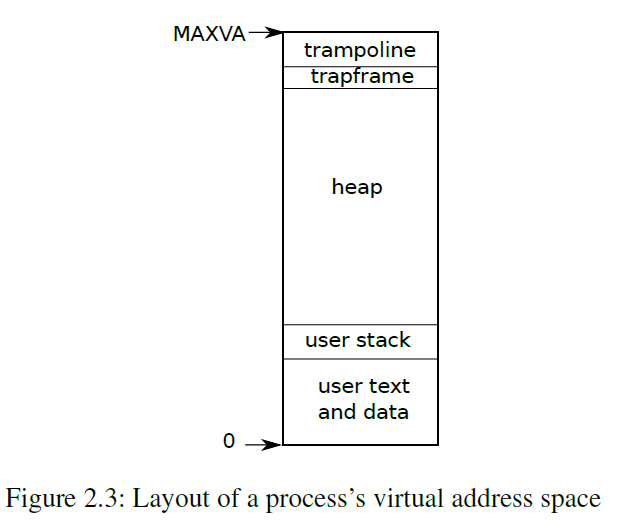 MAXVA
trampoline
trapframe
heap
user stack
user text
and data
0
Figure 2.3: Layout of a process’s virtual address space